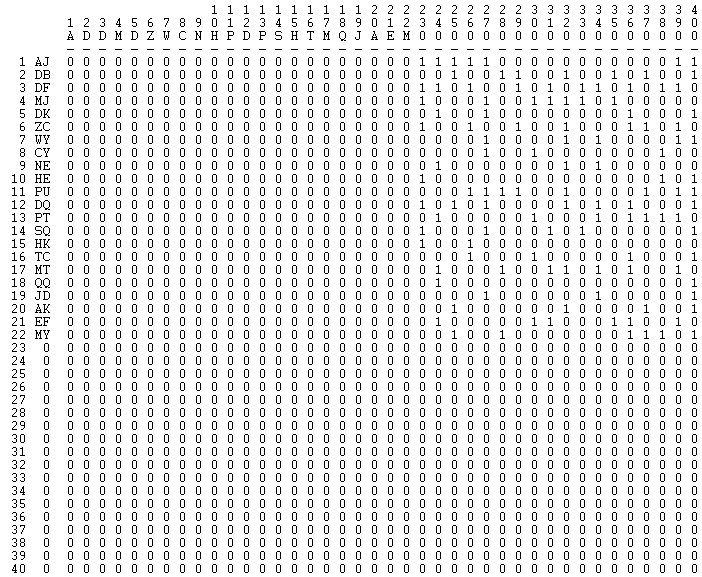 1 1 1 1 1 1 1 1 1 1 2 2 2 2 2 2 2 2 2 2 3 3 3 3 3 3 3 3 3 3 4
1 2 3 4 5 6 7 8 9 0 1 2 3 4 5 6 7 8 9 0 1 2 3 4 5 6 7 8 9 0 1 2 3 4 5 6 7 8 9 0
A D D M D Z W C N H P D P S H T M Q J A E M 0 0 0 0 0 0 0 0 0 0 0 0 0 0 0 0 0 0
- - - - - - - - - - - - - - - - - - - - - - - - - - - - - - - - - - - - - - - -
1 AJ 0 0 0 0 0 0 0 0 0 0 0 0 0 0 0 0 0 0 0 0 0 0 1 1 1 1 1 0 0 0 0 0 0 0 0 0 0 0 1 1
2 DB 0 0 0 0 0 0 0 0 0 0 0 0 0 0 0 0 0 0 0 0 0 0 0 0 1 0 0 1 1 0 0 1 0 0 1 0 1 0 0 1
3 DF 0 0 0 0 0 0 0 0 0 0 0 0 0 0 0 0 0 0 0 0 0 0 1 1 0 1 0 0 1 0 1 0 1 1 0 1 0 1 1 0
4 MJ 0 0 0 0 0 0 0 0 0 0 0 0 0 0 0 0 0 0 0 0 0 0 1 1 0 0 1 0 0 1 1 1 1 0 1 0 0 0 0 0
5 DK 0 0 0 0 0 0 0 0 0 0 0 0 0 0 0 0 0 0 0 0 0 0 0 0 0 0 1 0 0 0 0 0 0 0 0 1 0 0 0 1
6 ZC 0 0 0 0 0 0 0 0 0 0 0 0 0 0 0 0 0 0 0 0 0 0 1 0 0 1 0 0 1 0 0 1 0 0 0 1 1 0 1 0
7 WY 0 0 0 0 0 0 0 0 0 0 0 0 0 0 0 0 0 0 0 0 0 0 0 0 0 0 1 0 0 0 0 1 0 1 0 0 0 0 1 1
8 CY 0 0 0 0 0 0 0 0 0 0 0 0 0 0 0 0 0 0 0 0 0 0 0 0 0 0 1 0 0 1 0 0 0 0 0 0 0 1 0 0
9 NE 0 0 0 0 0 0 0 0 0 0 0 0 0 0 0 0 0 0 0 0 0 0 0 1 0 0 0 0 0 0 0 1 0 1 0 0 0 0 0 0
10 HE 0 0 0 0 0 0 0 0 0 0 0 0 0 0 0 0 0 0 0 0 0 0 1 0 0 0 0 0 0 0 0 0 0 0 0 1 0 0 0 1
11 PU 0 0 0 0 0 0 0 0 0 0 0 0 0 0 0 0 0 0 0 0 0 0 0 0 0 1 1 1 1 0 0 1 0 0 0 0 1 0 1 1
12 DQ 0 0 0 0 0 0 0 0 0 0 0 0 0 0 0 0 0 0 0 0 0 0 1 0 1 0 1 0 0 0 0 1 0 1 0 1 0 0 0 1
13 PT 0 0 0 0 0 0 0 0 0 0 0 0 0 0 0 0 0 0 0 0 0 0 0 1 0 0 0 0 0 1 0 0 0 1 0 1 1 1 1 0
14 SQ 0 0 0 0 0 0 0 0 0 0 0 0 0 0 0 0 0 0 0 0 0 0 1 0 0 0 1 0 0 0 1 0 1 0 0 0 0 0 0 1
15 HK 0 0 0 0 0 0 0 0 0 0 0 0 0 0 0 0 0 0 0 0 0 0 1 0 0 1 0 0 0 0 0 0 0 0 0 0 0 0 0 0
16 TC 0 0 0 0 0 0 0 0 0 0 0 0 0 0 0 0 0 0 0 0 0 0 0 0 0 1 0 0 0 1 0 0 0 0 0 1 0 0 0 1
17 MT 0 0 0 0 0 0 0 0 0 0 0 0 0 0 0 0 0 0 0 0 0 0 0 1 0 0 0 1 0 0 1 1 0 1 0 1 0 0 1 0
18 QQ 0 0 0 0 0 0 0 0 0 0 0 0 0 0 0 0 0 0 0 0 0 0 0 1 0 0 0 0 0 0 0 0 0 0 0 0 0 0 0 1
19 JD 0 0 0 0 0 0 0 0 0 0 0 0 0 0 0 0 0 0 0 0 0 0 0 1 0 0 1 0 0 0 0 0 0 1 0 0 0 0 0 1
20 AK 0 0 0 0 0 0 0 0 0 0 0 0 0 0 0 0 0 0 0 0 0 0 0 0 1 0 0 0 0 0 0 1 0 0 0 0 1 0 0 1
21 EF 0 0 0 0 0 0 0 0 0 0 0 0 0 0 0 0 0 0 0 0 0 0 0 1 0 0 0 0 0 1 1 0 0 0 1 1 0 0 1 0
22 MY 0 0 0 0 0 0 0 0 0 0 0 0 0 0 0 0 0 0 0 0 0 0 0 0 1 0 0 1 0 0 0 0 0 0 0 1 1 1 0 1
23 0 0 0 0 0 0 0 0 0 0 0 0 0 0 0 0 0 0 0 0 0 0 0 0 0 0 0 0 0 0 0 0 0 0 0 0 0 0 0 0 0
24 0 0 0 0 0 0 0 0 0 0 0 0 0 0 0 0 0 0 0 0 0 0 0 0 0 0 0 0 0 0 0 0 0 0 0 0 0 0 0 0 0
25 0 0 0 0 0 0 0 0 0 0 0 0 0 0 0 0 0 0 0 0 0 0 0 0 0 0 0 0 0 0 0 0 0 0 0 0 0 0 0 0 0
26 0 0 0 0 0 0 0 0 0 0 0 0 0 0 0 0 0 0 0 0 0 0 0 0 0 0 0 0 0 0 0 0 0 0 0 0 0 0 0 0 0
27 0 0 0 0 0 0 0 0 0 0 0 0 0 0 0 0 0 0 0 0 0 0 0 0 0 0 0 0 0 0 0 0 0 0 0 0 0 0 0 0 0
28 0 0 0 0 0 0 0 0 0 0 0 0 0 0 0 0 0 0 0 0 0 0 0 0 0 0 0 0 0 0 0 0 0 0 0 0 0 0 0 0 0
29 0 0 0 0 0 0 0 0 0 0 0 0 0 0 0 0 0 0 0 0 0 0 0 0 0 0 0 0 0 0 0 0 0 0 0 0 0 0 0 0 0
30 0 0 0 0 0 0 0 0 0 0 0 0 0 0 0 0 0 0 0 0 0 0 0 0 0 0 0 0 0 0 0 0 0 0 0 0 0 0 0 0 0
31 0 0 0 0 0 0 0 0 0 0 0 0 0 0 0 0 0 0 0 0 0 0 0 0 0 0 0 0 0 0 0 0 0 0 0 0 0 0 0 0 0
32 0 0 0 0 0 0 0 0 0 0 0 0 0 0 0 0 0 0 0 0 0 0 0 0 0 0 0 0 0 0 0 0 0 0 0 0 0 0 0 0 0
33 0 0 0 0 0 0 0 0 0 0 0 0 0 0 0 0 0 0 0 0 0 0 0 0 0 0 0 0 0 0 0 0 0 0 0 0 0 0 0 0 0
34 0 0 0 0 0 0 0 0 0 0 0 0 0 0 0 0 0 0 0 0 0 0 0 0 0 0 0 0 0 0 0 0 0 0 0 0 0 0 0 0 0
35 0 0 0 0 0 0 0 0 0 0 0 0 0 0 0 0 0 0 0 0 0 0 0 0 0 0 0 0 0 0 0 0 0 0 0 0 0 0 0 0 0
36 0 0 0 0 0 0 0 0 0 0 0 0 0 0 0 0 0 0 0 0 0 0 0 0 0 0 0 0 0 0 0 0 0 0 0 0 0 0 0 0 0
37 0 0 0 0 0 0 0 0 0 0 0 0 0 0 0 0 0 0 0 0 0 0 0 0 0 0 0 0 0 0 0 0 0 0 0 0 0 0 0 0 0
38 0 0 0 0 0 0 0 0 0 0 0 0 0 0 0 0 0 0 0 0 0 0 0 0 0 0 0 0 0 0 0 0 0 0 0 0 0 0 0 0 0
39 0 0 0 0 0 0 0 0 0 0 0 0 0 0 0 0 0 0 0 0 0 0 0 0 0 0 0 0 0 0 0 0 0 0 0 0 0 0 0 0 0
40 0 0 0 0 0 0 0 0 0 0 0 0 0 0 0 0 0 0 0 0 0 0 0 0 0 0 0 0 0 0 0 0 0 0 0 0 0 0 0 0 0